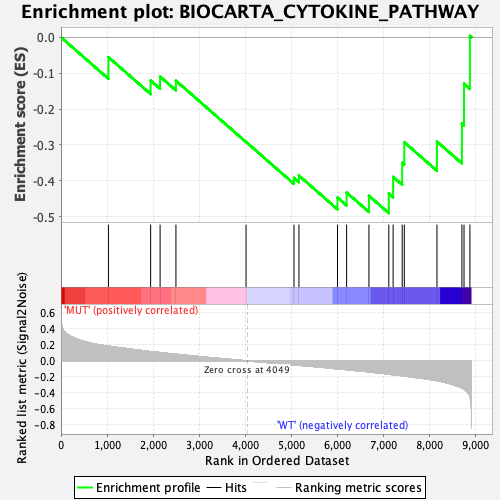 Enrichment plot: BIOCARTA_CYTOKINE_PATHWAY
Enrichment score (ES)
0.0
-0.1
-0.2
-0.3
-0.4
-0.5
'MUT' (positively correlated)
Ranked list metric (Signal2Noise)
0.6
0.4
0.2
0.0
-0.2
-0.4
-0.6
-0.8
Zero cross at 4049
'WT' (negatively correlated)
0 1,000 2,000 3,000 4,000 5,000 6,000 7,000 8,000 9,000
Rank in Ordered Dataset
Enrichment profile Hits Ranking metric scores